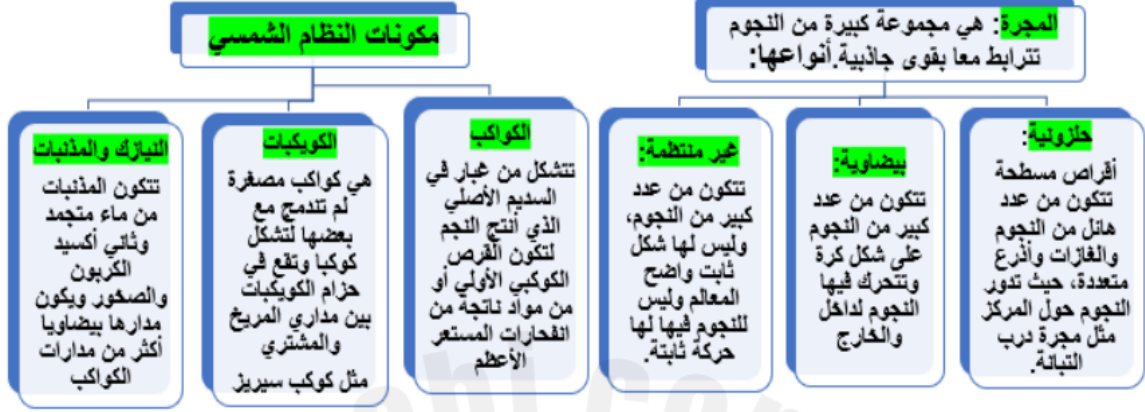 المجرة: هي مجموعة كبيرة من النجوم
تترابط معا بقوى جاذبية.أنواعها:
حلزونية:
أقراص مسطحة
تتكون من عدد
هائل من النجوم
والغازات وأذرع
متعددة، حيث تدور
النجوم حول المركز
مثل مجرة درب
التبانة.
بيضاوية:
تتكون من عدد
كبير من النجوم
على شكل كرة
وتتحرك فيها
النجوم لداخل
والخارج
غير منتظمة:
تتكون من عدد
كبير من النجوم،
وليس لها شكل
ثابت واضح
المعالم وليس
للنجوم فيها لها
حركة ثابتة.
مكونات النظام الشمسي
الكواكب
تتشكل من غبار في
السديم الأصلي
الذي أنتج النجم
لتكون القرص
الكوكبي الأولي أو
من مواد ناتجة من
انفجارات المستعر
الأعظم
الكويكبات
هي كواكب مصغرة
لم تندمج مع
بعضها لتشكل
كوكبا وتقع في
حزام الكويكبات
بين مداري المريخ
والمشتري
مثل كوكب سيريز
النيازك والمذنبات
تتكون المذنبات
من ماء متجمد
وثاني أكسيد
الكربون
والصخور ويكون
مدارها بيضاويا
أكثر من مدارات
الكواكب